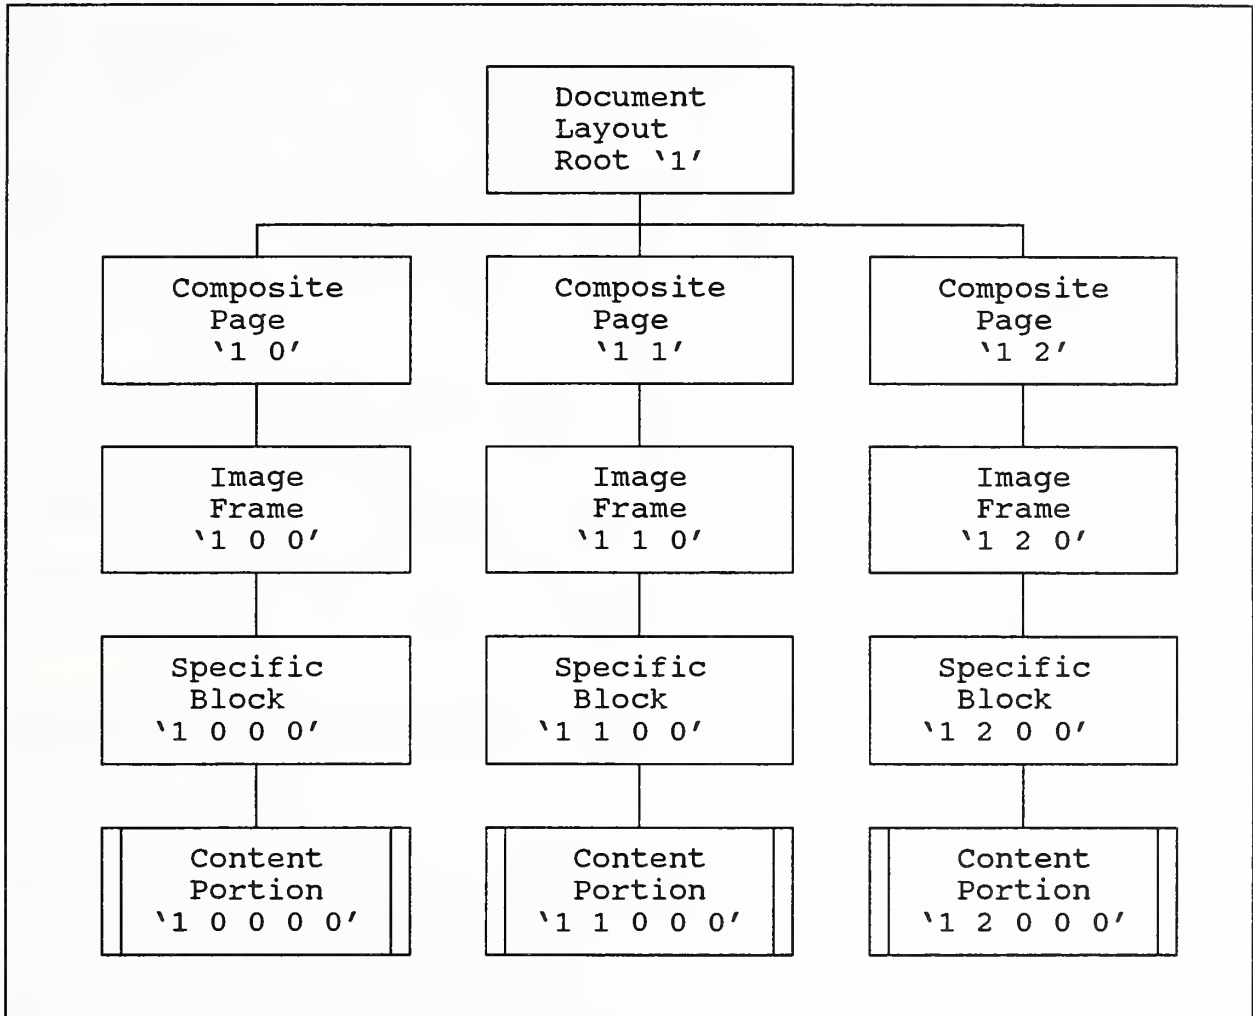 Document
Layout
Root ‵1′
Composite
Page
‵1 0′
Composite
Page
‵1 1′
Composite
Page
‵1 2′
Image
Frame
‵1 0 0′
Image
Frame
‵1 1 0′
Image
Frame
‵1 2 0′
Specific
Block
‵1 0 0 0′
Specific
Block
‵1 1 0 0′
Specific
Block
‵1 2 0 0′
Content
Portion
‵1 0 0 0 0′
Content
Portion
‵1 1 0 0 0′
Content
Portion
‵1 2 0 0 0′